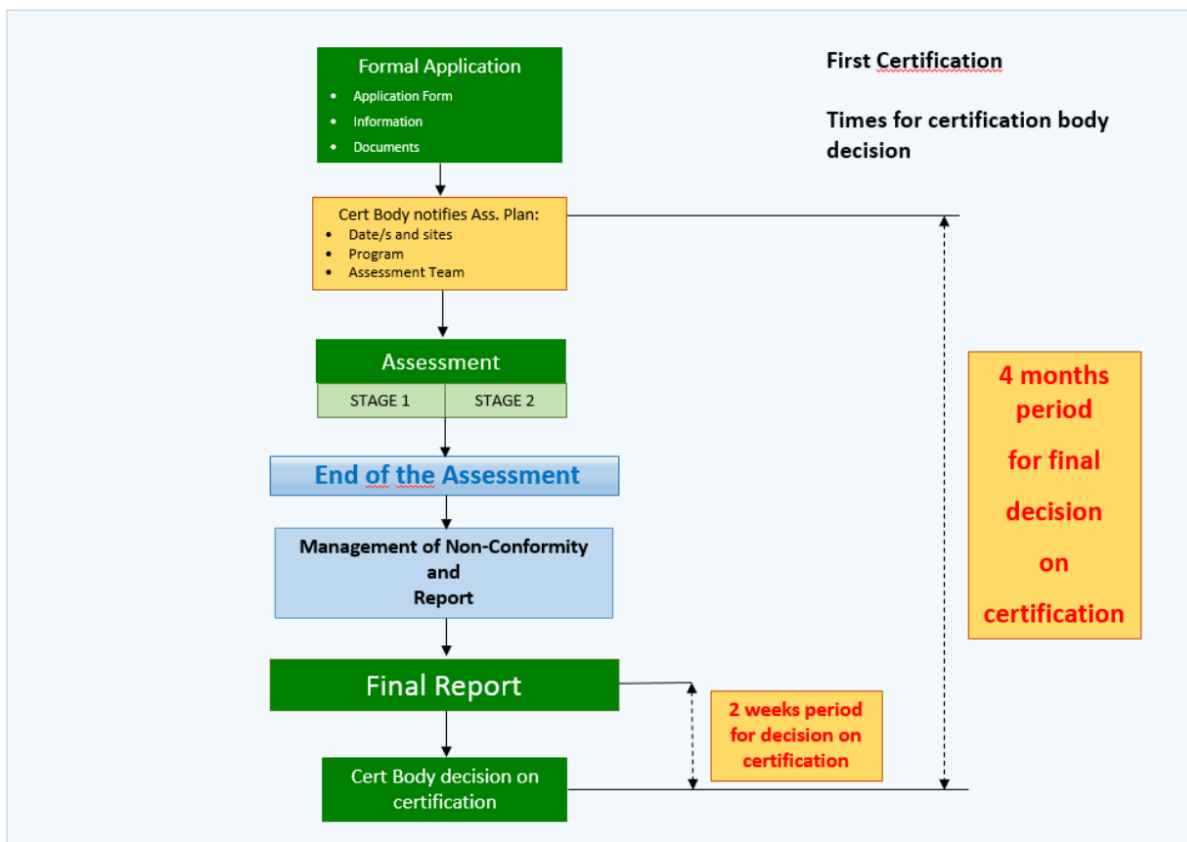 Formal Application
• Application Form
• Information
• Documents
First Certification
Times for certification body
decision
Cert Body notifies Ass. Plan:
• Date/s and sites
• Program
• Assessment Team
Assessment
STAGE 1
STAGE 2
End of the Assessment
Management of Non-Conformity
and
Report
4 months
period
for final
decision
on
certification
Final Report
2 weeks period
for decision on
certification
Cert Body decision on
certification